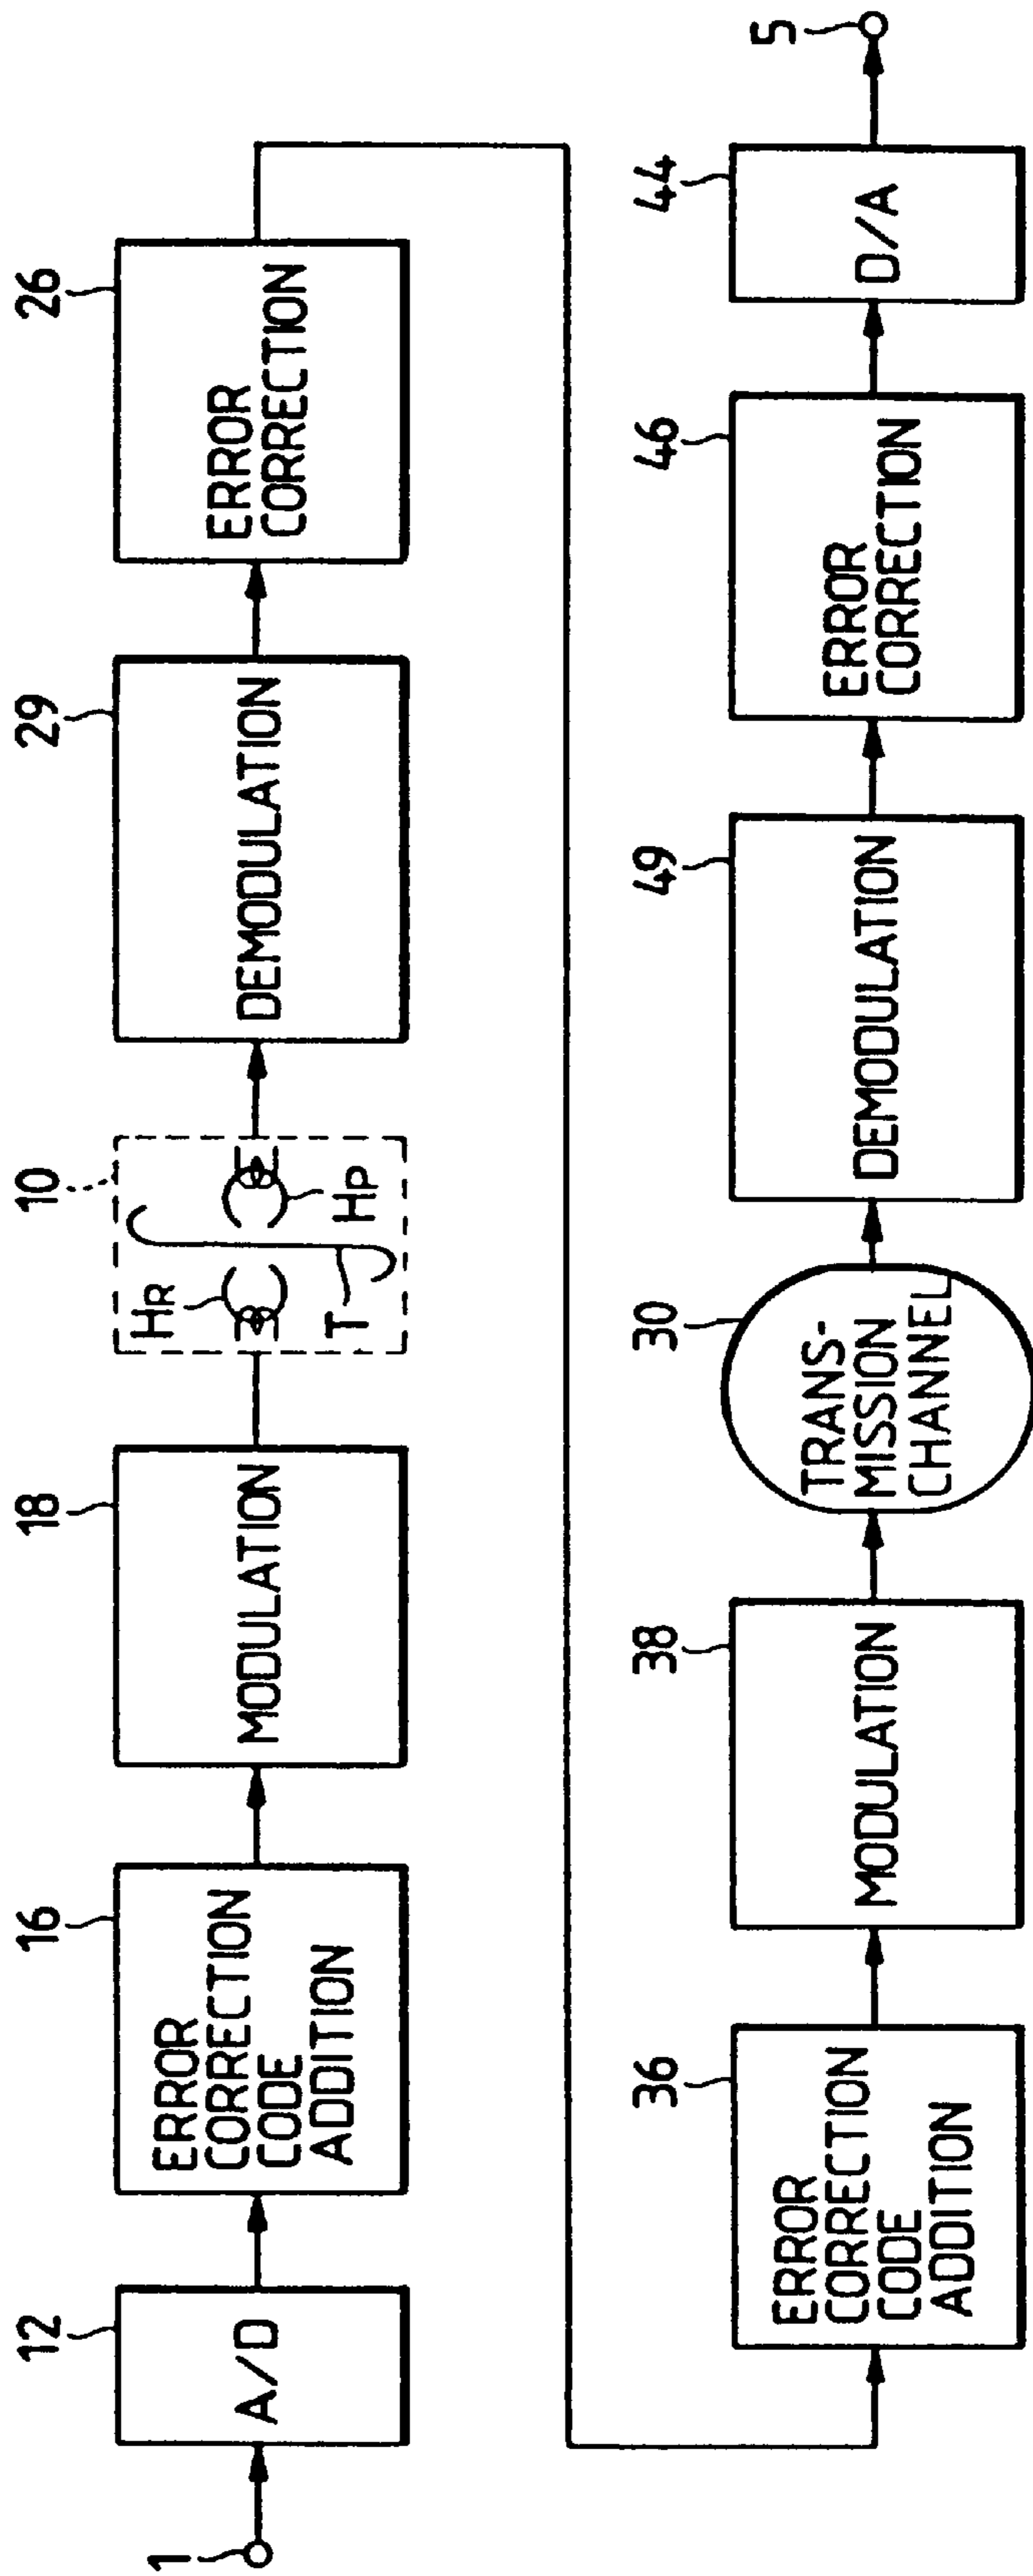 1
12
A/D
16
ERROR
CORRECTION
CODE
ADDITION
18
MODULATION
10
HR
T
HP
29
DEMODULATION
26
ERROR
CORRECTION
36
ERROR
CORRECTION
CODE
ADDITION
38
MODULATION
30
TRANS-
MISSION
CHANNEL
49
DEMODULATION
46
ERROR
CORRECTION
44
D/A
5